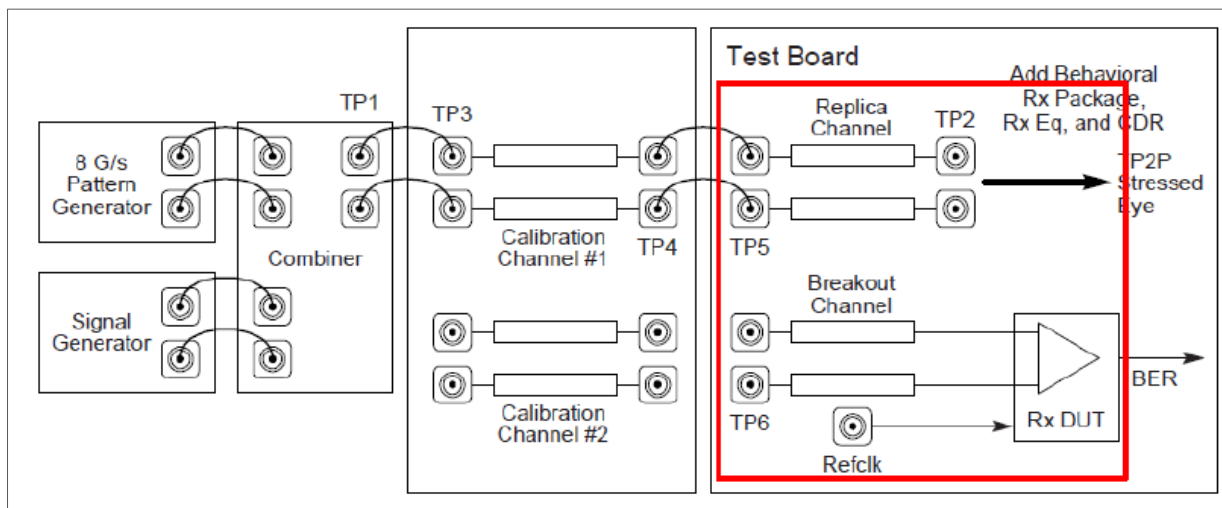 Test Board
Add Behavioral
Rx Package,
Rx Eq, and CDR
TP1
TP3
Replica
Channel
TP2
8 G/s
Pattern
Generator
TP2P
Stressed
Eye
Combiner
Calibration
Channel #1
TP4
TP5
Breakout
Channel
Signal
Generator
BER
Calibration
Channel #2
TP6
Rx DUT
Refclk